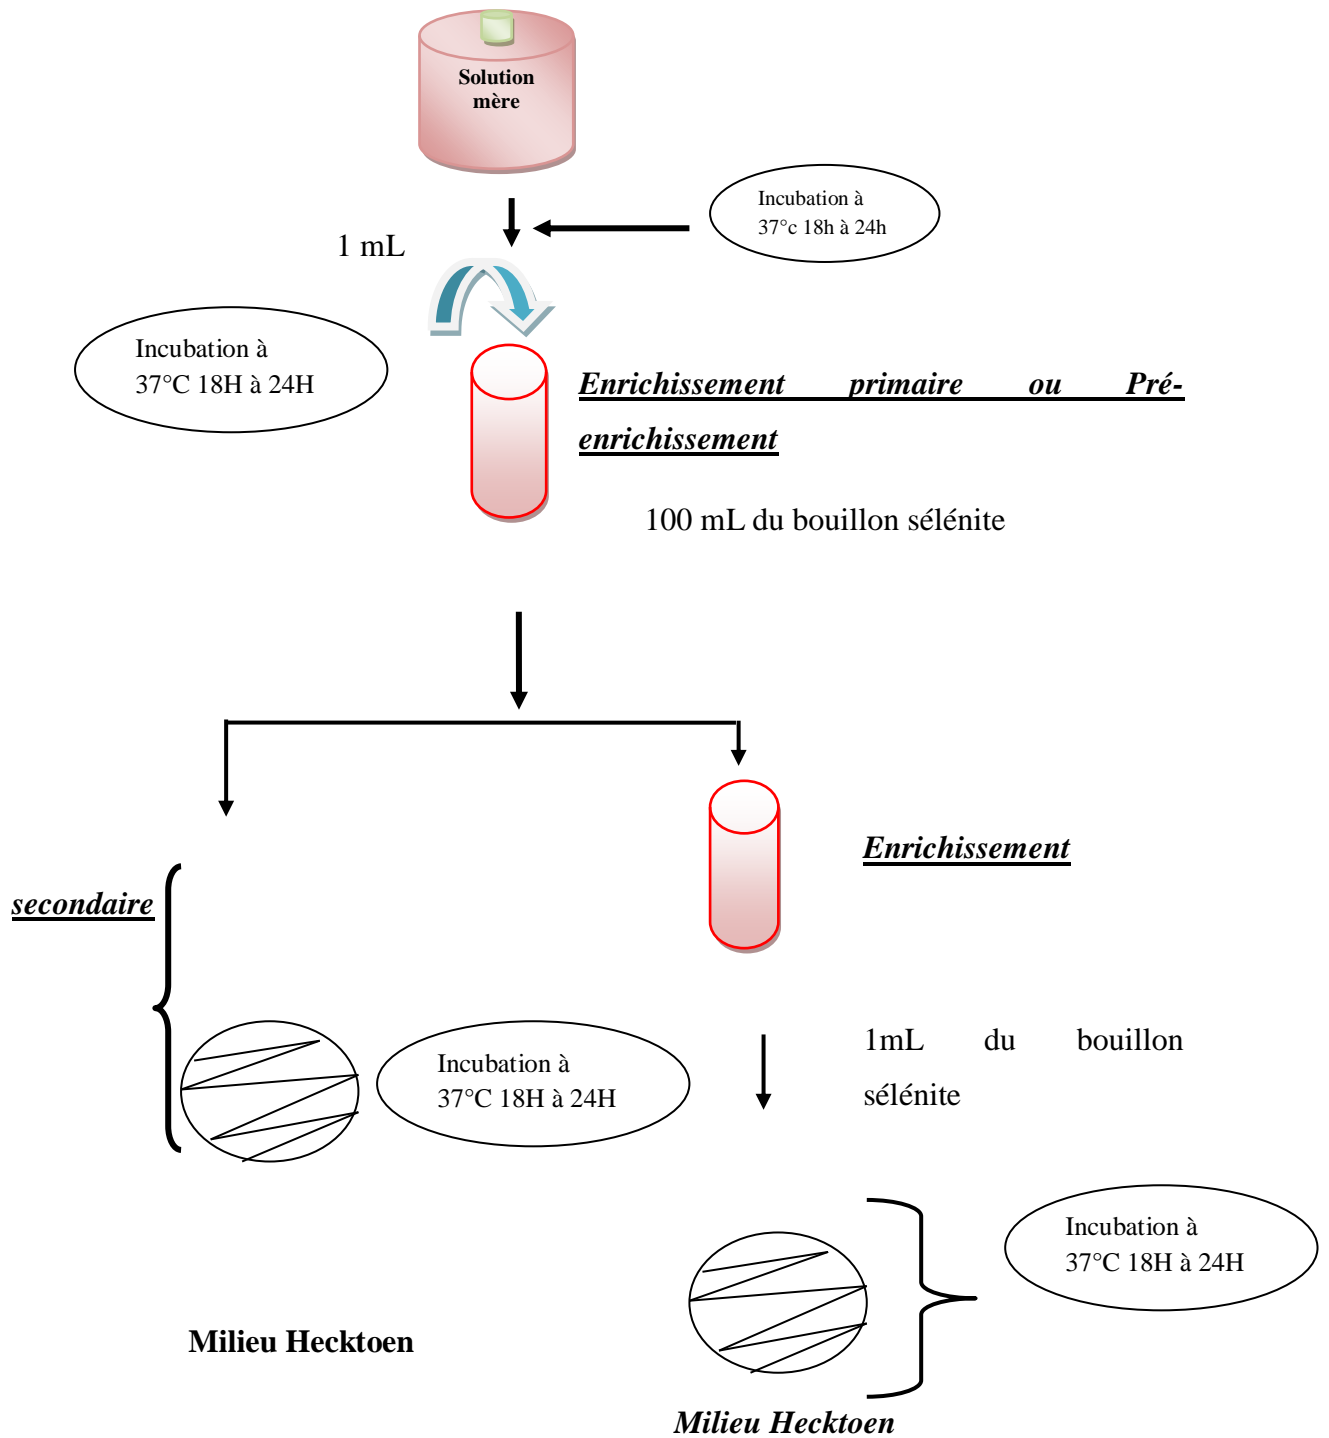 Solution
mère
Incubation à
37°c 18h à 24h
1 mL
Incubation à
37°C 18H à 24H
Enrichissement primaire ou Pré-
enrichissement
100 mL du bouillon sélénite
Enrichissement
secondaire
1mL du bouillon
sélénite
Incubation à
37°C 18H à 24H
Incubation à
37°C 18H à 24H
Milieu Hecktoen
Milieu Hecktoen